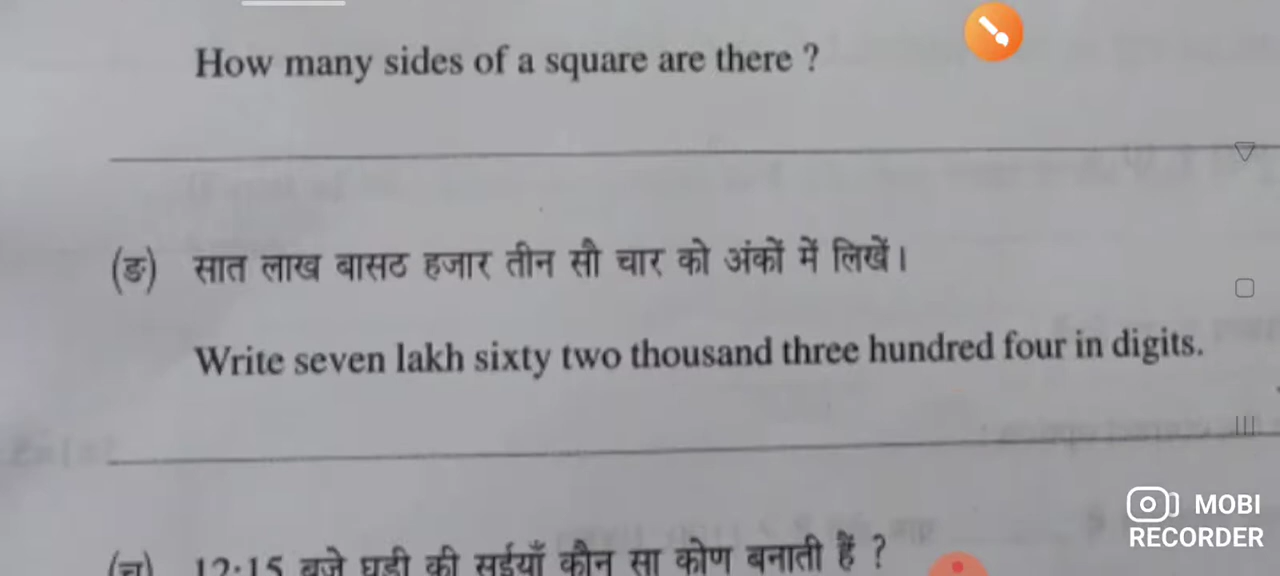 How many sides of a square are there ?
(ङ) सात लाख बासठ हजार तीन सौ चार को अंकों में लिखें।
Write seven lakh sixty two thousand three hundred four in digits.
(च) 12·15 बजे घड़ी की सुईयाँ कौन सा कोण बनाती हैं ?
MOBI
RECORDER